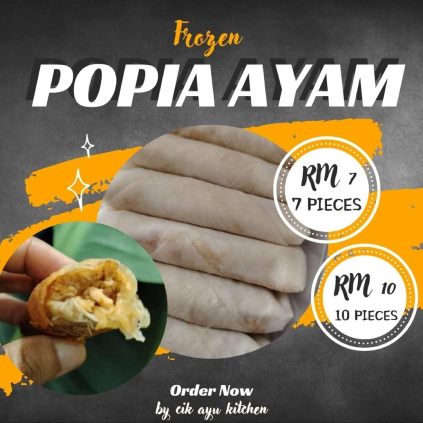 Frozen
POPIA AYAM
RM 7
7 PIECES
RM 10
10 PIECES
Order Now
by cik ayu kitchen